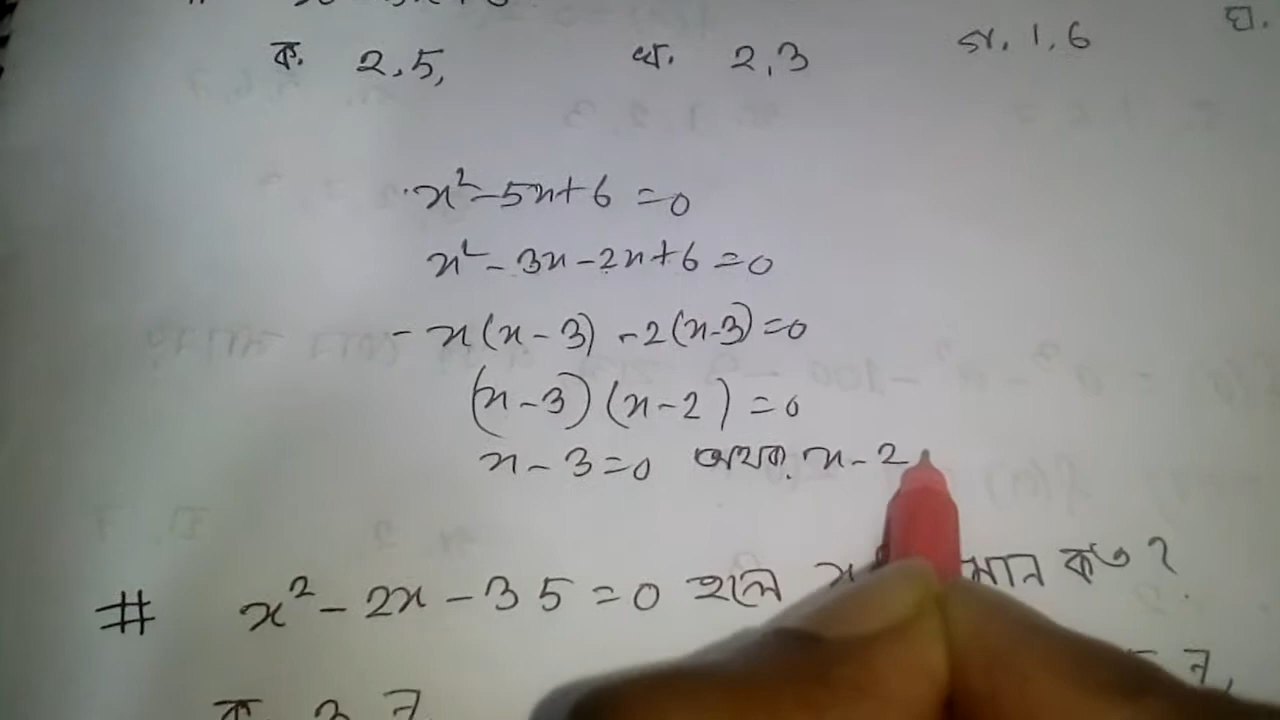 ক. 2,5, খ. 2,3 গ. 1,6 ঘ.
x²-5x+6=0
x²-3x-2x+6=0
x(x-3)-2(x-3)=0
(x-3)(x-2)=0
x-3=0 অথবা x-2
# x²-2x-35=0 হলে x মান কত?
ক.